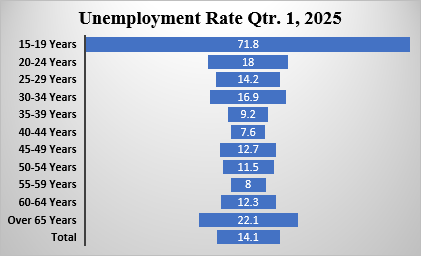 Unemployment Rate Qtr. 1, 2025
15-19 Years 71.8
20-24 Years 18
25-29 Years 14.2
30-34 Years 16.9
35-39 Years 9.2
40-44 Years 7.6
45-49 Years 12.7
50-54 Years 11.5
55-59 Years 8
60-64 Years 12.3
Over 65 Years 22.1
Total 14.1